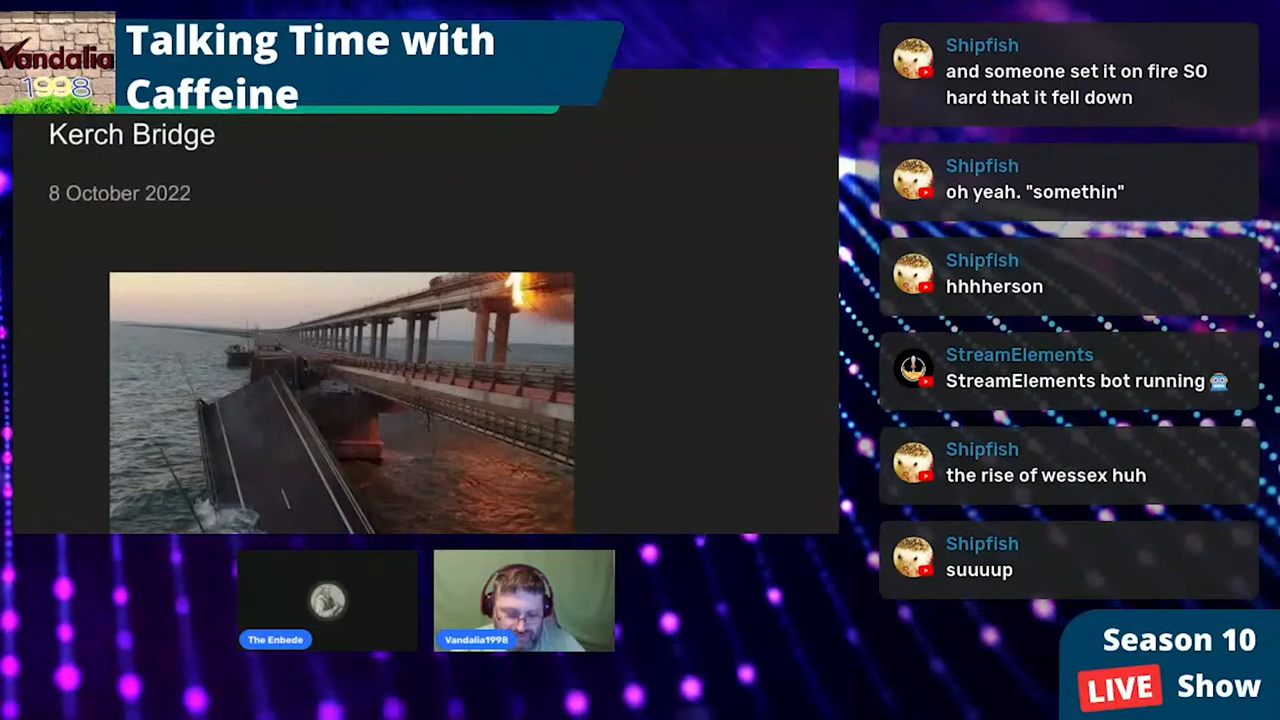 Vandalia
1998
Talking Time with
Caffeine
Kerch Bridge
8 October 2022
The Enbede
Vandalia1998
Shipfish
and someone set it on fire SO
hard that it fell down
Shipfish
oh yeah. "somethin"
Shipfish
hhhherson
StreamElements
StreamElements bot running
Shipfish
the rise of wessex huh
Shipfish
suuuup
Season 10
LIVE Show